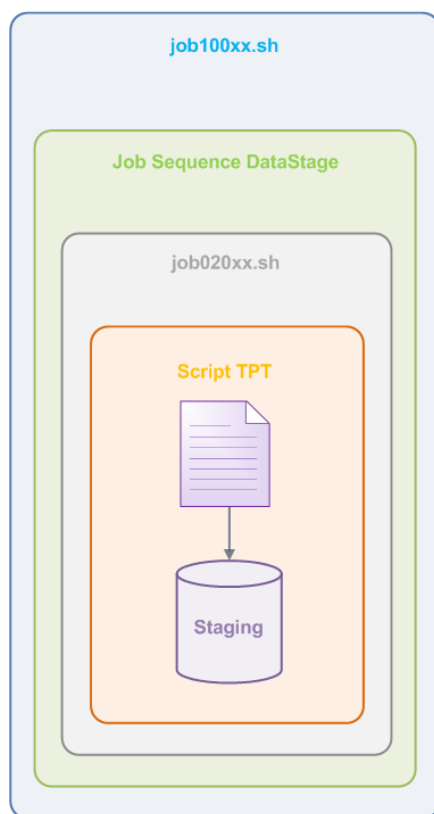 job100xx.sh
Job Sequence DataStage
job020xx.sh
Script TPT
Staging